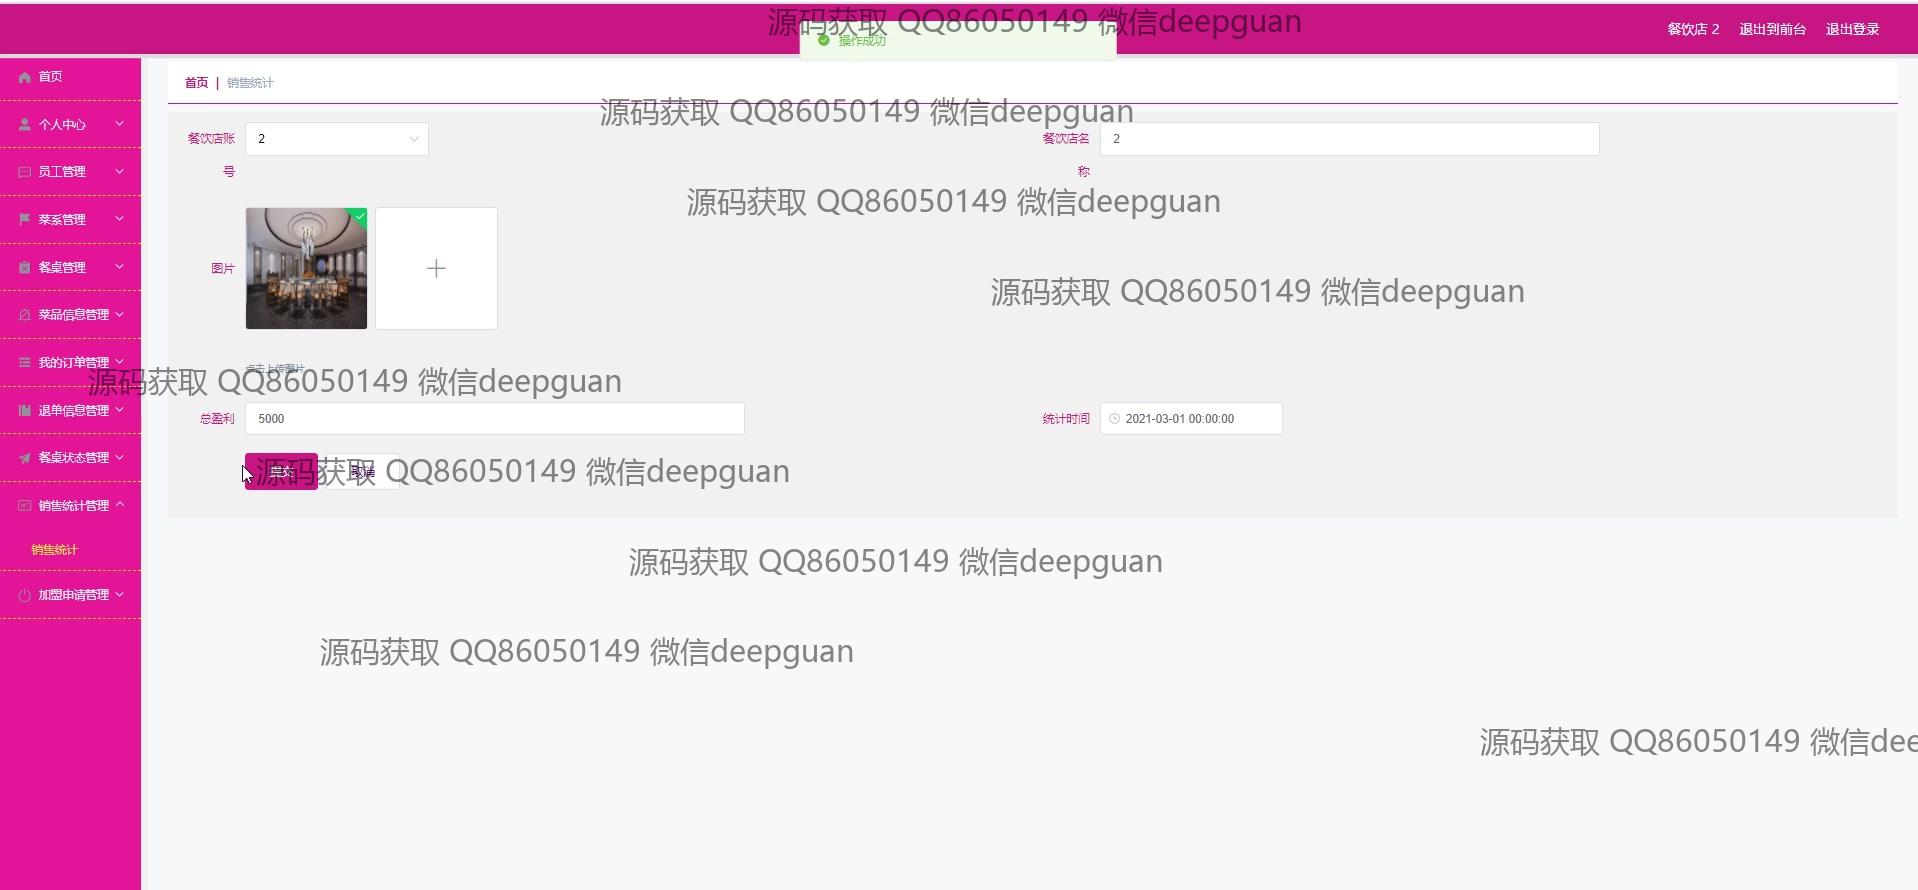 源码获取 QQ86050149 微信deepguan
操作成功
餐饮店 2
退出到前台
退出登录
首页
个人中心
员工管理
菜系管理
餐桌管理
菜品信息管理
我的订单管理
退单信息管理
餐桌状态管理
销售统计管理
销售统计
加盟申请管理
首页 | 销售统计
源码获取 QQ86050149 微信deepguan
餐饮店账号
2
餐饮店名称
2
源码获取 QQ86050149 微信deepguan
图片
源码获取 QQ86050149 微信deepguan
点击上传图片
源码获取 QQ86050149 微信deepguan
总盈利
5000
统计时间
2021-03-01 00:00:00
提交
取消
源码获取 QQ86050149 微信deepguan
源码获取 QQ86050149 微信deepguan
源码获取 QQ86050149 微信deepguan
源码获取 QQ86050149 微信dee